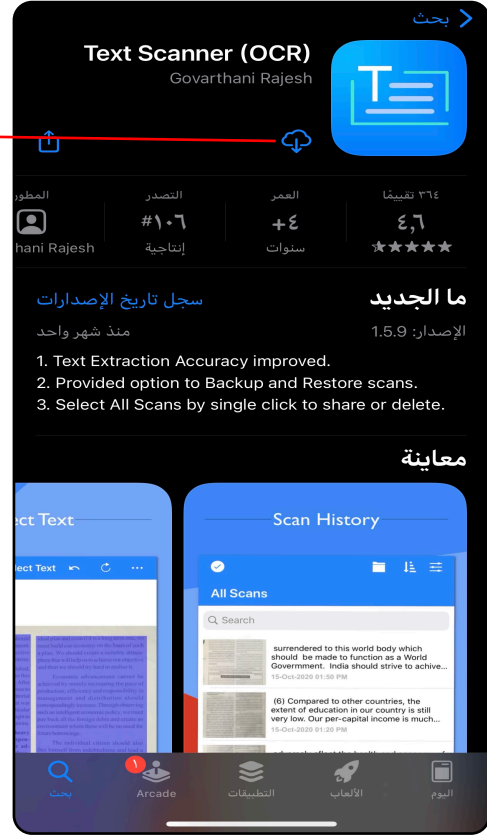 بحث
Text Scanner (OCR)
Govarthani Rajesh
٣٦٤ تقييمًا
العمر
التصدر
المطور
٤,٦
+٤
#١٠٦
سنوات
إنتاجية
hani Rajesh
ما الجديد
سجل تاريخ الإصدارات
الإصدار: 1.5.9
منذ شهر واحد
1. Text Extraction Accuracy improved.
2. Provided option to Backup and Restore scans.
3. Select All Scans by single click to share or delete.
معاينة
ect Text
Scan History
lect Text
All Scans
Search
surrendered to this world body which
should be made to function as a World
Government. India should strive to achive...
15-Oct-2020 01:50 PM
(6) Compared to other countries, the
extent of education in our country is still
very low. Our per-capital income is much...
15-Oct-2020 01:20 PM
اليوم
الألعاب
التطبيقات
١
Arcade
بحث